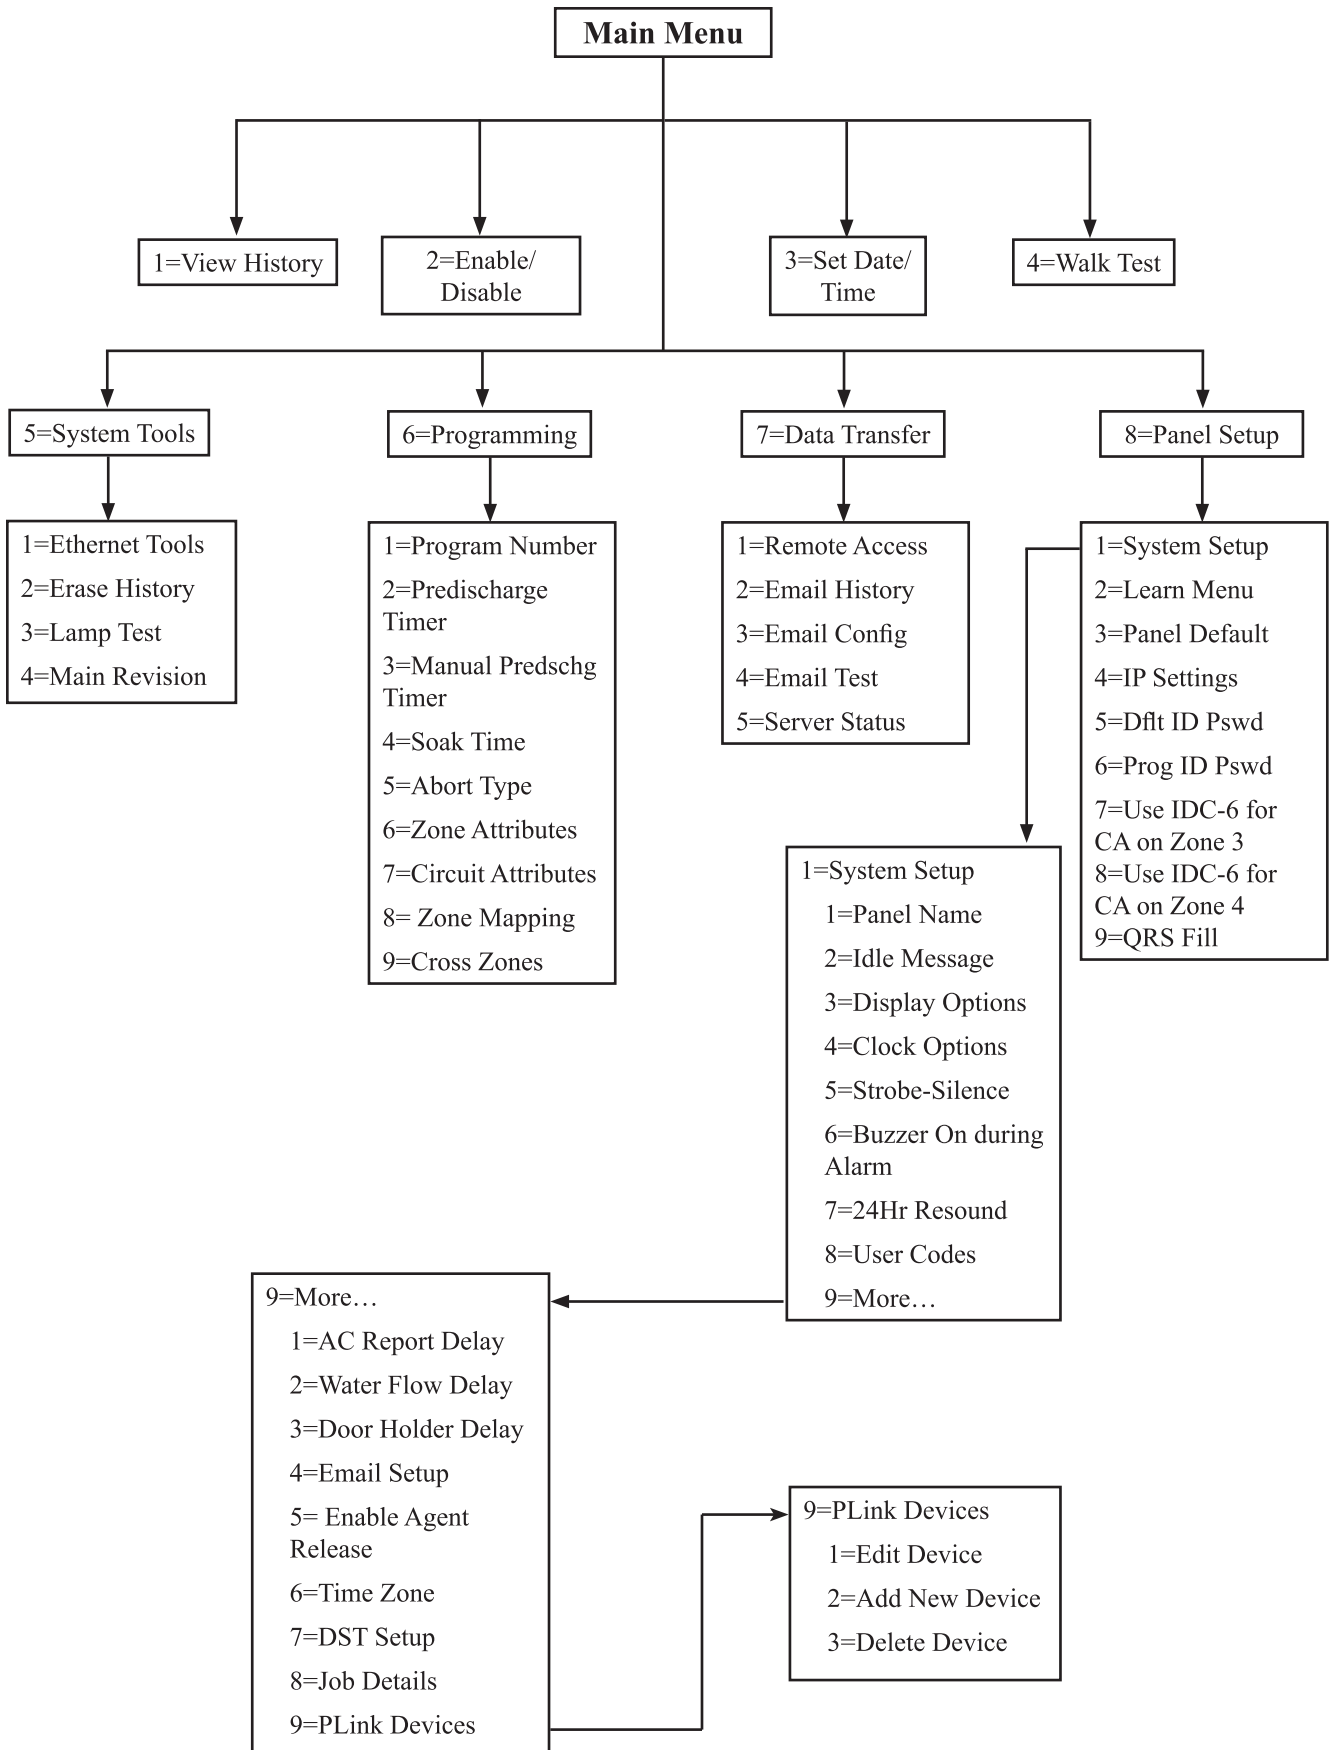 Main Menu
1=View History
2=Enable/
Disable
3=Set Date/
Time
4=Walk Test
5=System Tools
6=Programming
7=Data Transfer
8=Panel Setup
1=Ethernet Tools
2=Erase History
3=Lamp Test
4=Main Revision
1=Program Number
2=Predischarge
Timer
3=Manual Predschg
Timer
4=Soak Time
5=Abort Type
6=Zone Attributes
7=Circuit Attributes
8= Zone Mapping
9=Cross Zones
1=Remote Access
2=Email History
3=Email Config
4=Email Test
5=Server Status
1=System Setup
2=Learn Menu
3=Panel Default
4=IP Settings
5=Dflt ID Pswd
6=Prog ID Pswd
7=Use IDC-6 for
CA on Zone 3
8=Use IDC-6 for
CA on Zone 4
9=QRS Fill
1=System Setup
1=Panel Name
2=Idle Message
3=Display Options
4=Clock Options
5=Strobe-Silence
6=Buzzer On during
Alarm
7=24Hr Resound
8=User Codes
9=More…
9=More…
1=AC Report Delay
2=Water Flow Delay
3=Door Holder Delay
4=Email Setup
5= Enable Agent
Release
6=Time Zone
7=DST Setup
8=Job Details
9=PLink Devices
9=PLink Devices
1=Edit Device
2=Add New Device
3=Delete Device